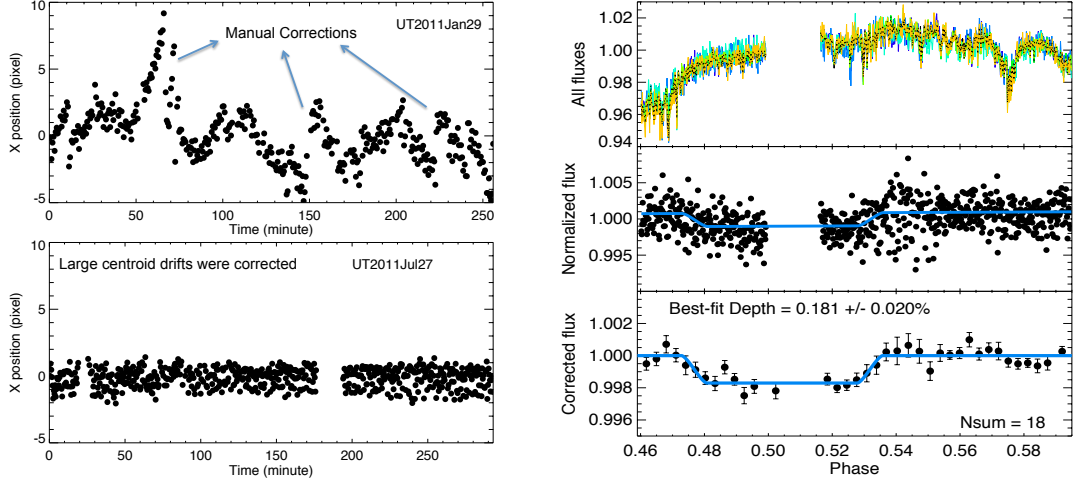 UT2011Jan29
Manual Corrections
X position (pixel)
10
5
0
-5
0 50 100 150 200 250
Time (minute)
Large centroid drifts were corrected UT2011Jul27
X position (pixel)
10
5
0
-5
0 50 100 150 200 250
Time (minute)
All fluxes
1.02
1.00
0.98
0.96
0.94
Normalized flux
1.005
1.000
0.995
Best-fit Depth = 0.181 +/- 0.020%
Corrected flux
1.002
1.000
0.998
0.996
Nsum = 18
0.46 0.48 0.50 0.52 0.54 0.56 0.58
Phase